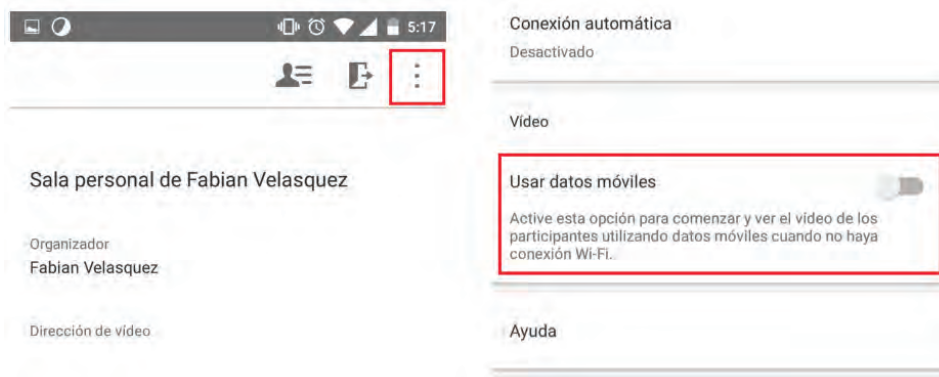 5:17
Sala personal de Fabian Velasquez
Organizador
Fabian Velasquez
Dirección de vídeo
Conexión automática
Desactivado
Vídeo
Usar datos móviles
Active esta opción para comenzar y ver el vídeo de los
participantes utilizando datos móviles cuando no haya
conexión Wi-Fi.
Ayuda